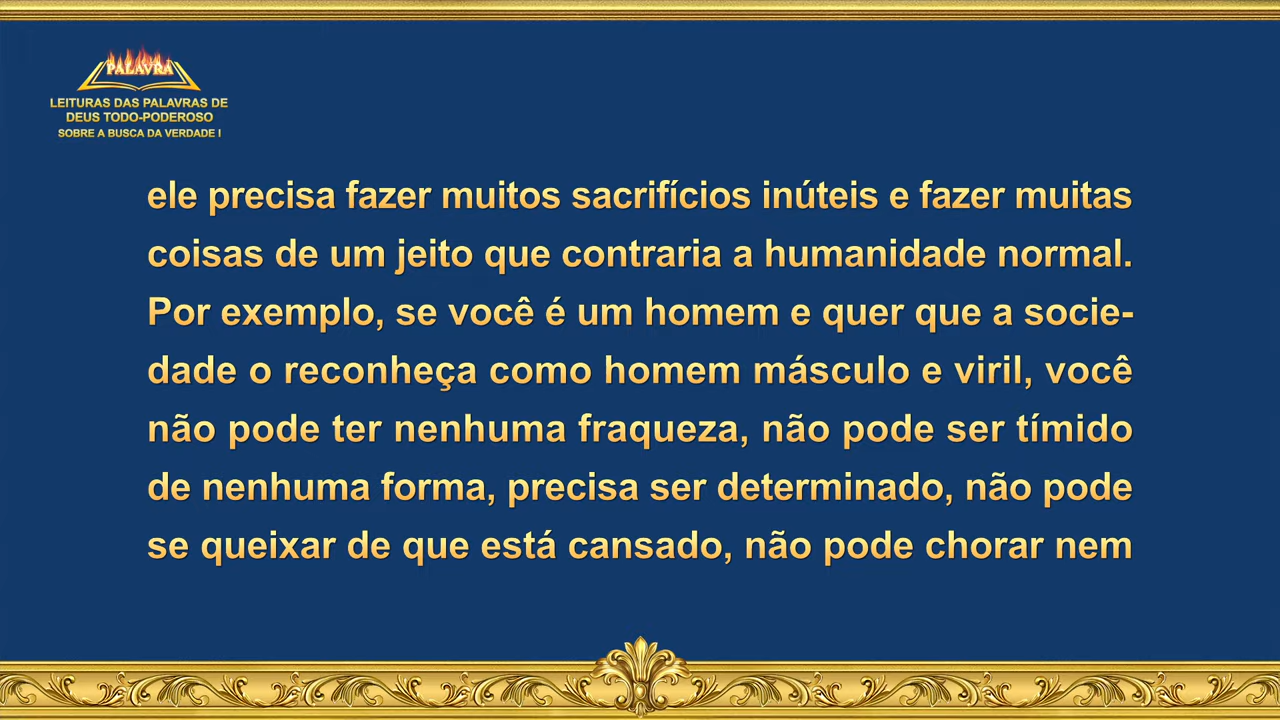 PALAVRA
LEITURAS DAS PALAVRAS DE
DEUS TODO-PODEROSO
SOBRE A BUSCA DA VERDADE I
ele precisa fazer muitos sacrifícios inúteis e fazer muitas
coisas de um jeito que contraria a humanidade normal.
Por exemplo, se você é um homem e quer que a socie-
dade o reconheça como homem másculo e viril, você
não pode ter nenhuma fraqueza, não pode ser tímido
de nenhuma forma, precisa ser determinado, não pode
se queixar de que está cansado, não pode chorar nem